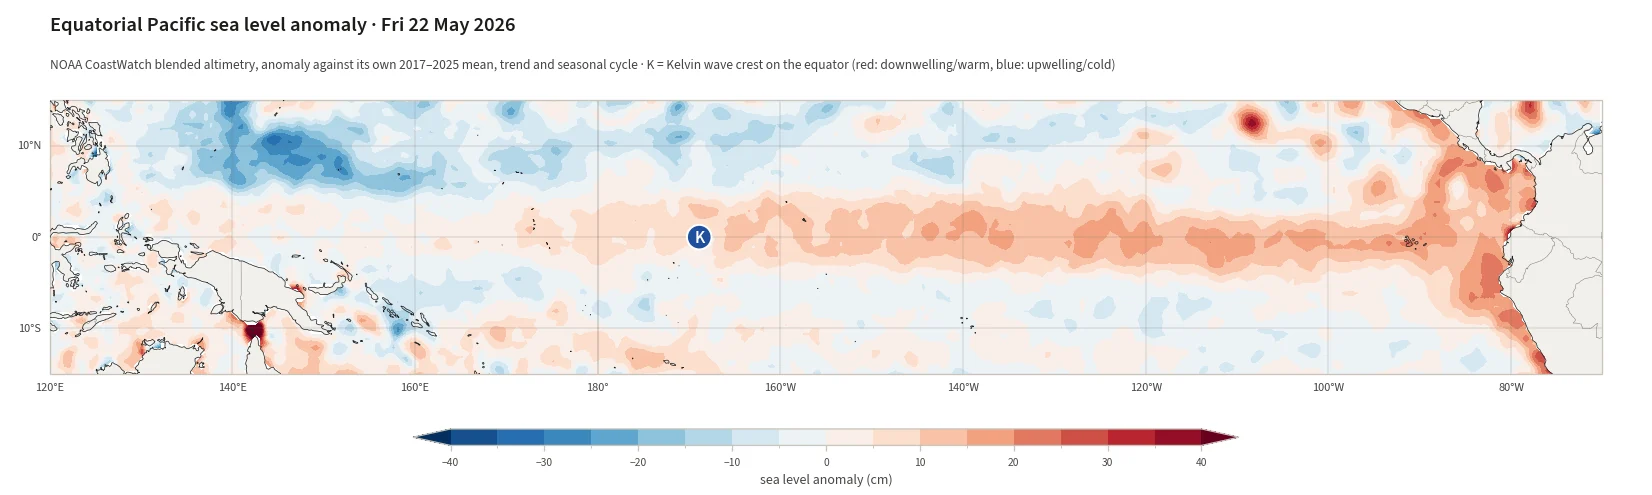 Equatorial Pacific sea level anomaly · Fri 22 May 2026
NOAA CoastWatch blended altimetry, anomaly against its own 2017–2025 mean, trend and seasonal cycle · K = Kelvin wave crest on the equator (red: downwelling/warm, blue: upwelling/cold)
10°N
0°
K
10°S
120°E 140°E 160°E 180° 160°W 140°W 120°W 100°W 80°W
−40 −30 −20 −10 0 10 20 30 40
sea level anomaly (cm)